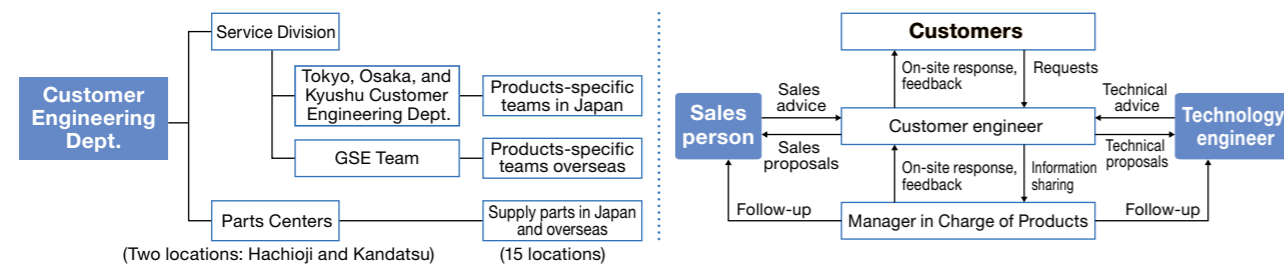 Customer
Engineering
Dept.
Service Division
Tokyo, Osaka, and
Kyushu Customer
Engineering Dept.
Products-specific
teams in Japan
GSE Team
Products-specific
teams overseas
Parts Centers
Supply parts in Japan
and overseas
(Two locations: Hachioji and Kandatsu)
(15 locations)
Customers
On-site response,
feedback
Requests
Sales
person
Sales
advice
Sales
proposals
Customer engineer
Technical
advice
Technical
proposals
Technology
engineer
On-site response,
feedback
Information
sharing
Follow-up
Manager in Charge of Products
Follow-up